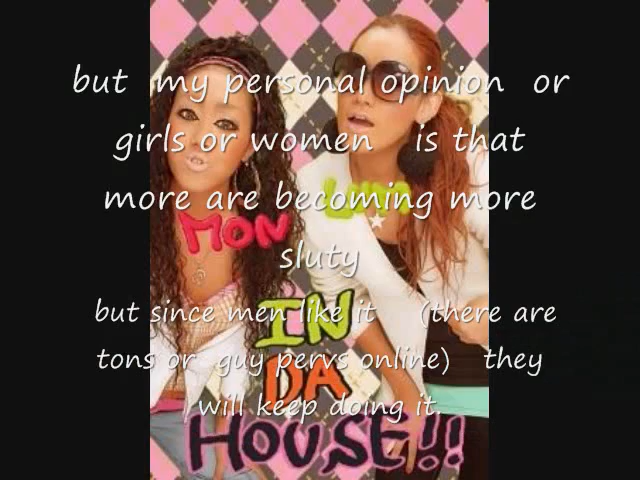 but my personal opinion or
girls or women is that
more are becoming more
sluty
but since men like it (there are
tons or guy pervs online) they
will keep doing it.
MON
Luna
IN
DA
HOUSE!!